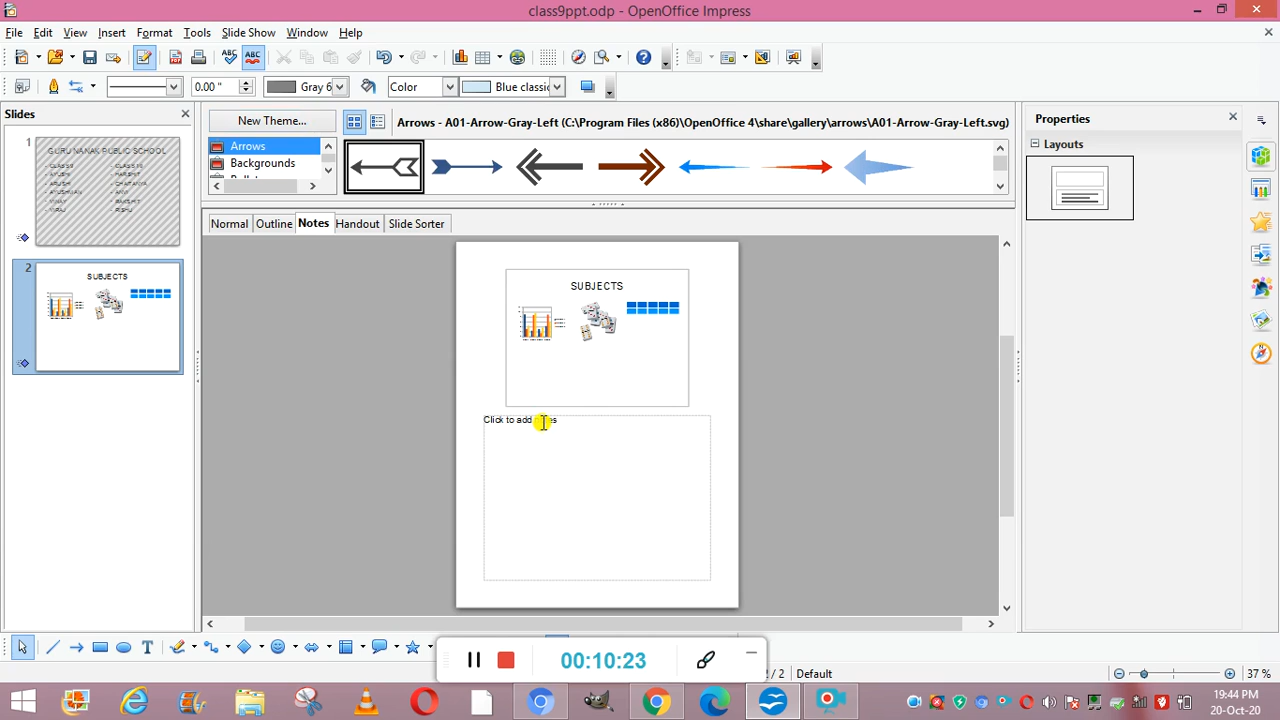 class9ppt.odp - OpenOffice Impress
File Edit View Insert Format Tools Slide Show Window Help
0.00 " Gray 6 Color Blue classic
Slides
New Theme...
Arrows - A01-Arrow-Gray-Left (C:\Program Files (x86)\OpenOffice 4\share\gallery\arrows\A01-Arrow-Gray-Left.svg)
Arrows
Backgrounds
Properties
Layouts
Normal Outline Notes Handout Slide Sorter
1
GURU NANAK PUBLIC SCHOOL
2
SUBJECTS
SUBJECTS
Click to add
00:10:23
/ 2 Default 37 %
19:44 PM
20-Oct-20